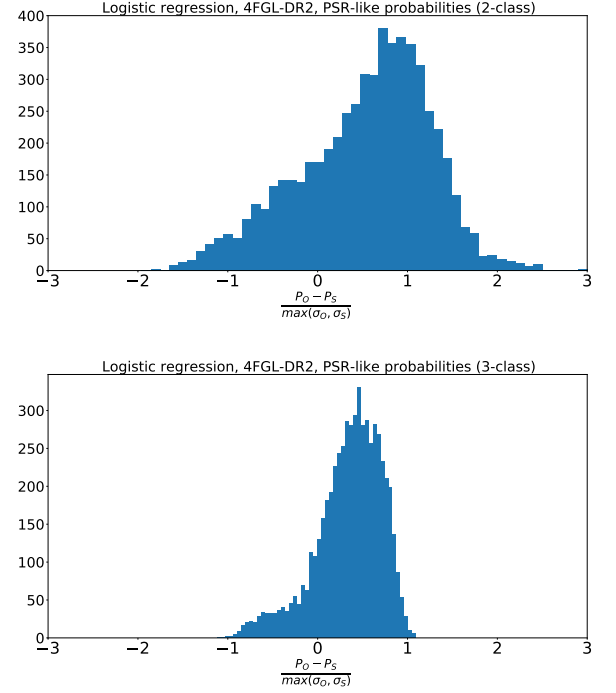 Logistic regression, 4FGL-DR2, PSR-like probabilities (2-class)
400
350
300
250
200
150
100
50
0
−3 −2 −1 0 1 2 3
P_O − P_S
max(σ_O, σ_S)
Logistic regression, 4FGL-DR2, PSR-like probabilities (3-class)
300
250
200
150
100
50
0
−3 −2 −1 0 1 2 3
P_O − P_S
max(σ_O, σ_S)